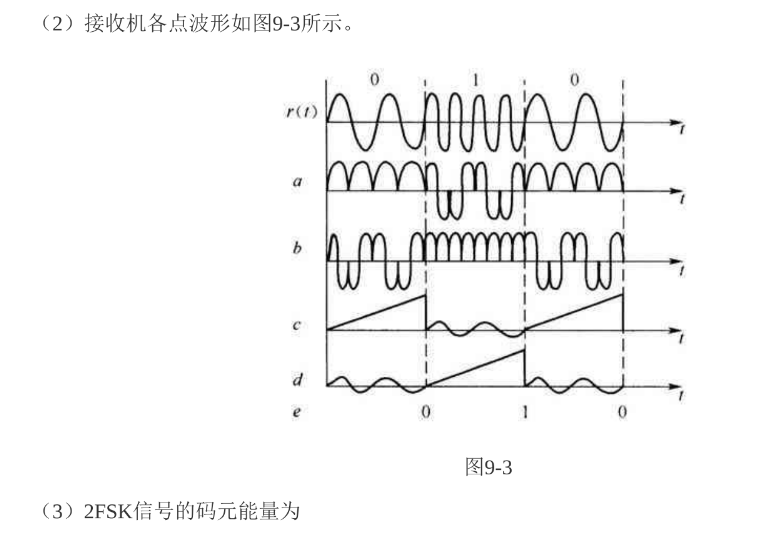 （2）接收机各点波形如图9-3所示。
0 1 0
r(t) t
a t
b t
c t
d t
e 0 1 0
图9-3
（3）2FSK信号的码元能量为